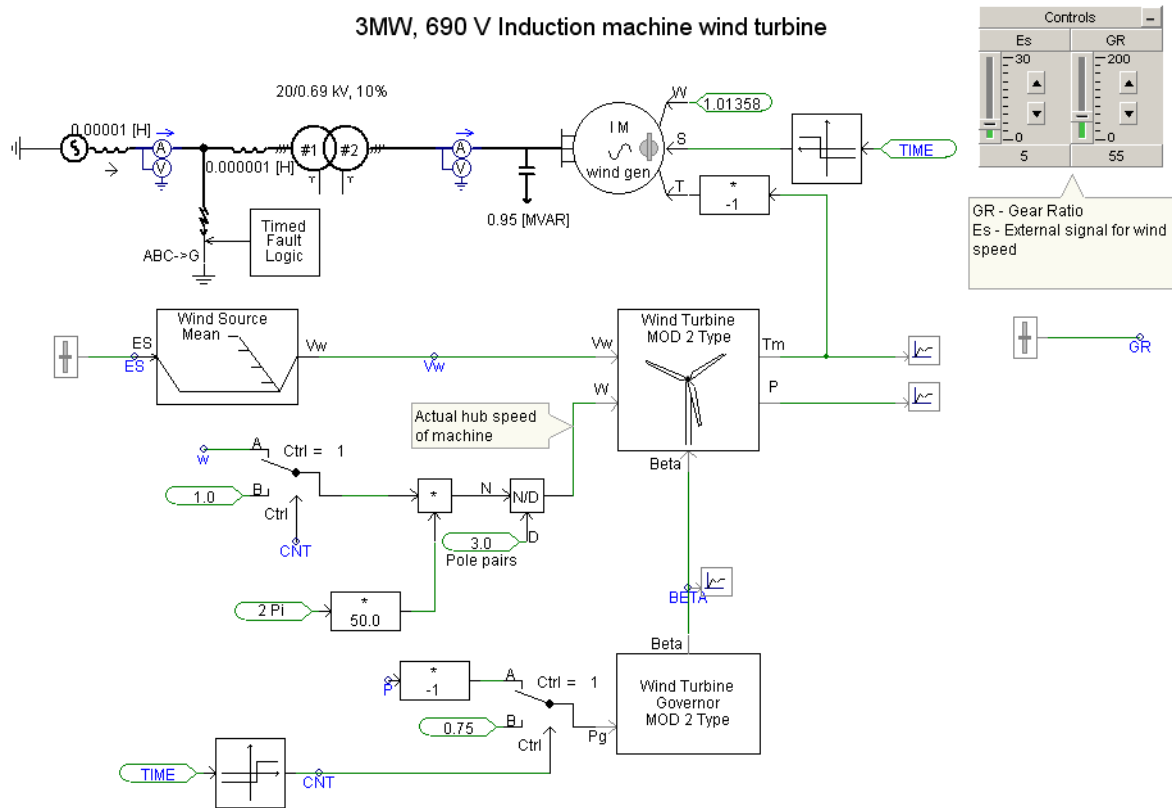 3MW, 690 V Induction machine wind turbine
Controls
Es
GR
30
0
5
200
0
55
GR - Gear Ratio
Es - External signal for wind
speed
20/0.69 kV, 10%
0.00001 [H]
A
V
0.000001 [H]
#1
#2
A
V
0.95 [MVAR]
I M
wind gen
W
S
T
1.01358
TIME
*
-1
ABC->G
Timed
Fault
Logic
Wind Source
Mean
ES
ES
Vw
Vw
Vw
W
Wind Turbine
MOD 2 Type
Tm
P
Beta
GR
Actual hub speed
of machine
w
A
Ctrl = 1
1.0
B
Ctrl
CNT
*
N
N/D
3.0
D
Pole pairs
2 Pi
*
50.0
BETA
Beta
Wind Turbine
Governor
MOD 2 Type
P
*
-1
A
Ctrl = 1
0.75
B
Ctrl
Pg
TIME
CNT